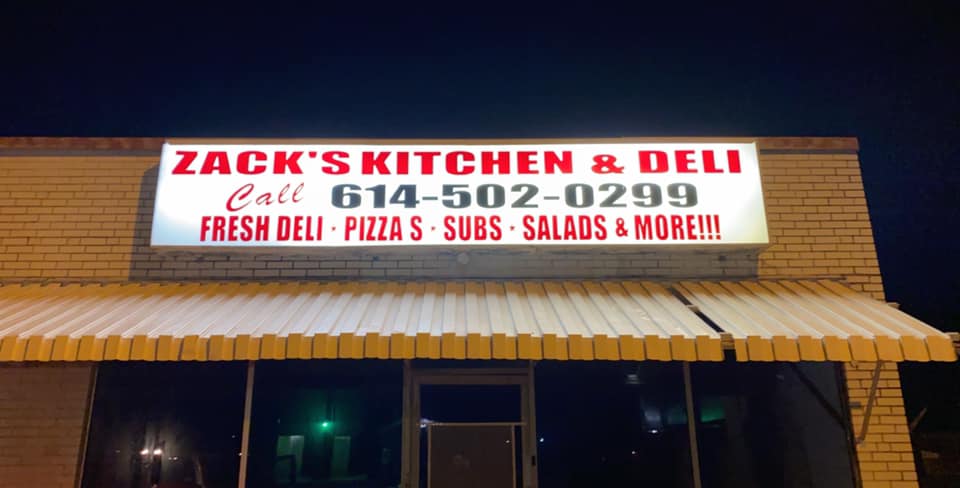 ZACK'S KITCHEN & DELI
Call 614-502-0299
FRESH DELI · PIZZA S · SUBS · SALADS & MORE!!!